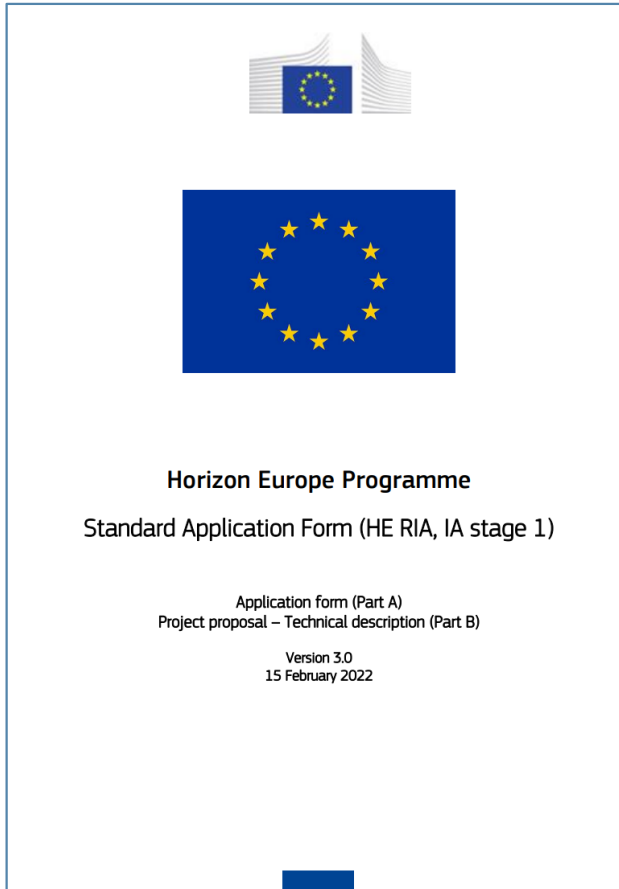 Horizon Europe Programme
Standard Application Form (HE RIA, IA stage 1)
Application form (Part A)
Project proposal – Technical description (Part B)
Version 3.0
15 February 2022